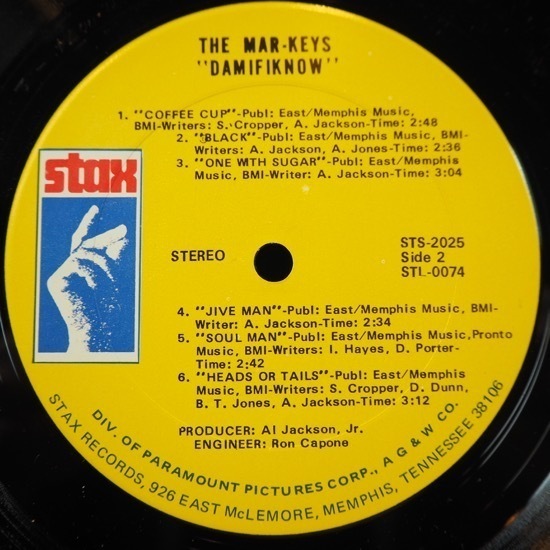 THE MAR-KEYS
"DAMIFIKNOW"
1. "COFFEE CUP"-Publ: East/Memphis Music,
BMI-Writers: S. Cropper, A. Jackson-Time: 2:48
2. "BLACK"-Publ: East/Memphis Music, BMI-
Writers: A. Jackson, A. Jones-Time: 2:36
3. "ONE WITH SUGAR"-Publ: East/Memphis
Music, BMI-Writer: A. Jackson-Time: 3:04
stax
STEREO
STS-2025
Side 2
STL-0074
4. "JIVE MAN"-Publ: East/Memphis Music, BMI-
Writer: A. Jackson-Time: 2:34
5. "SOUL MAN"-Publ: East/Memphis Music,Pronto
Music, BMI-Writers: I. Hayes, D. Porter-
Time: 2:42
6. "HEADS OR TAILS"-Publ: East/Memphis
Music, BMI-Writers: S. Cropper, D. Dunn,
B. T. Jones, A. Jackson-Time: 3:12
PRODUCER: Al Jackson, Jr.
ENGINEER: Ron Capone
DIV. OF PARAMOUNT PICTURES CORP., A G & W CO.
STAX RECORDS, 926 EAST McLEMORE, MEMPHIS, TENNESSEE 38106